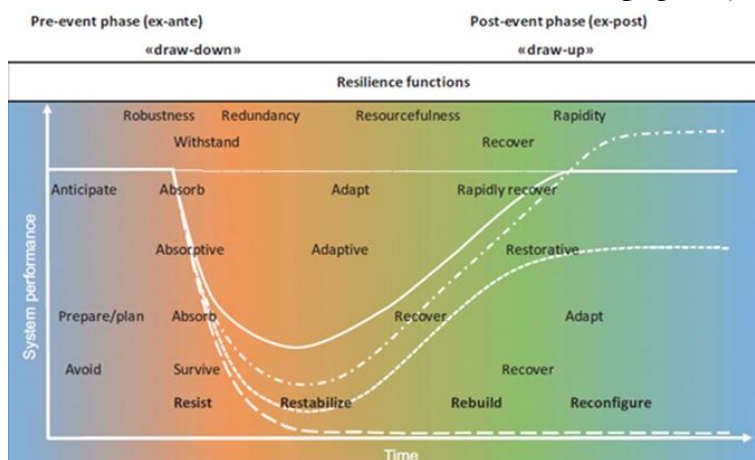 Pre-event phase (ex-ante) Post-event phase (ex-post)
«draw-down» «draw-up»
Resilience functions
Robustness Redundancy Resourcefulness Rapidity
Withstand Recover
Anticipate Absorb Adapt Rapidly recover
Absorptive Adaptive Restorative
Prepare/plan Absorb Recover Adapt
Avoid Survive Recover
Resist Restabilize Rebuild Reconfigure
System performance
Time